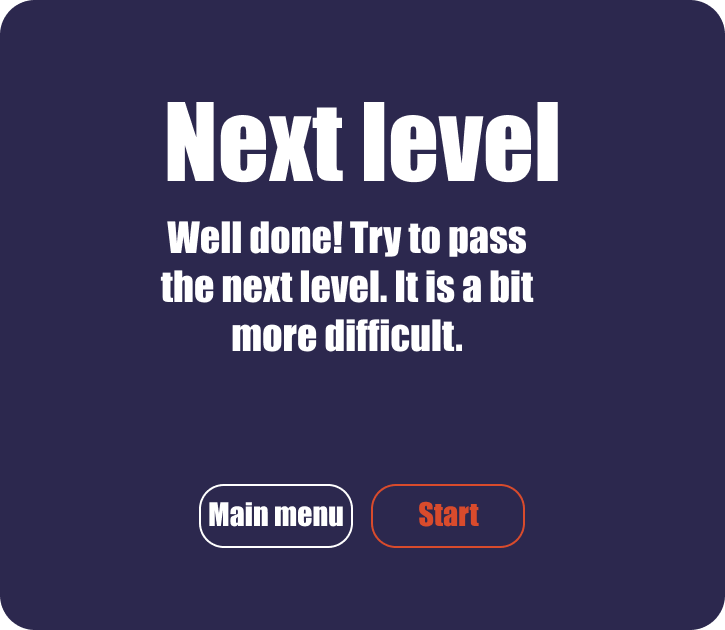 Next level
Well done! Try to pass
the next level. It is a bit
more difficult.
Main menu
Start